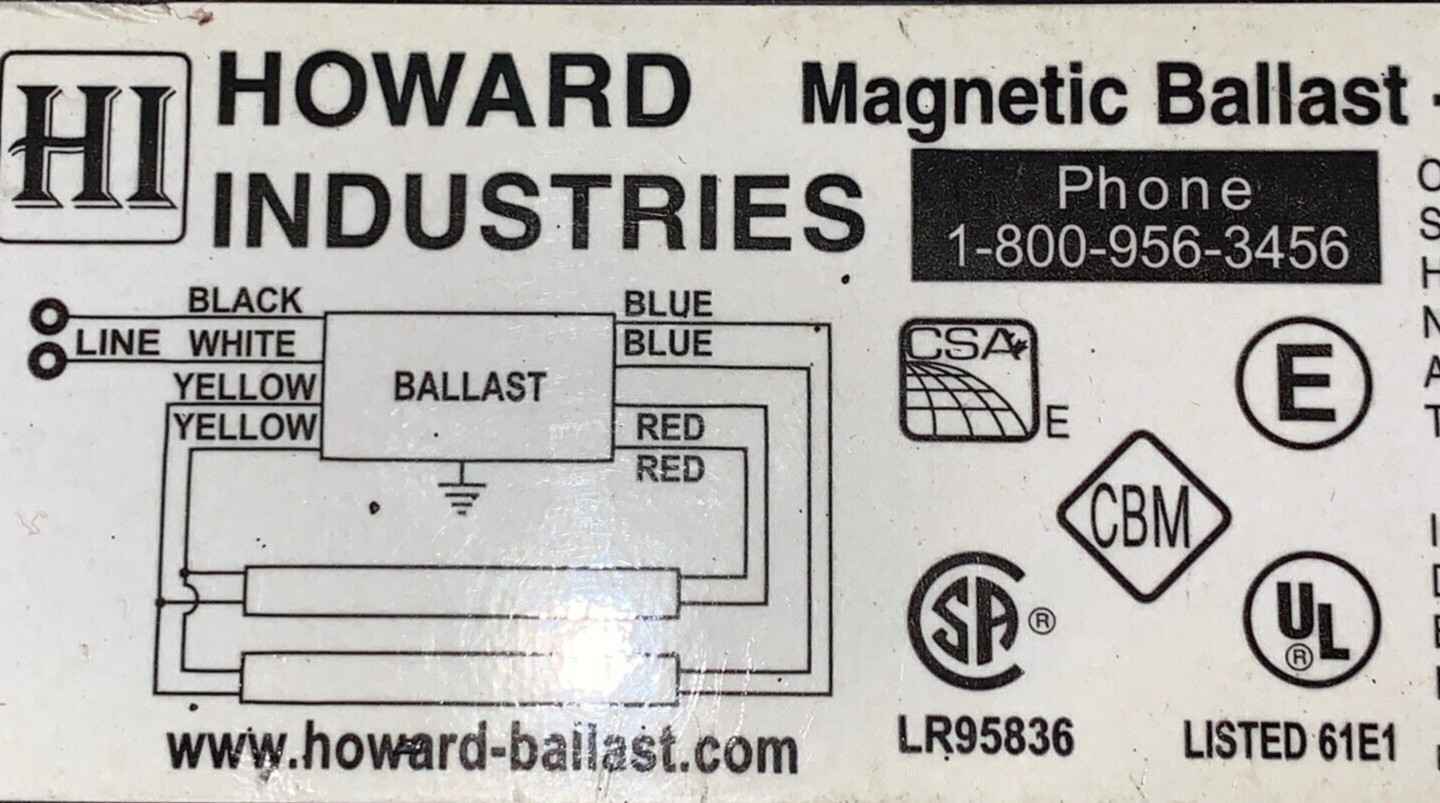 HI
HOWARD
INDUSTRIES
Magnetic Ballast -
Phone
1-800-956-3456
BLACK
LINE WHITE
YELLOW
YELLOW
BALLAST
BLUE
BLUE
RED
RED
CSA
E
E
CBM
SA ®
LR95836
UL
®
LISTED 61E1
www.howard-ballast.com